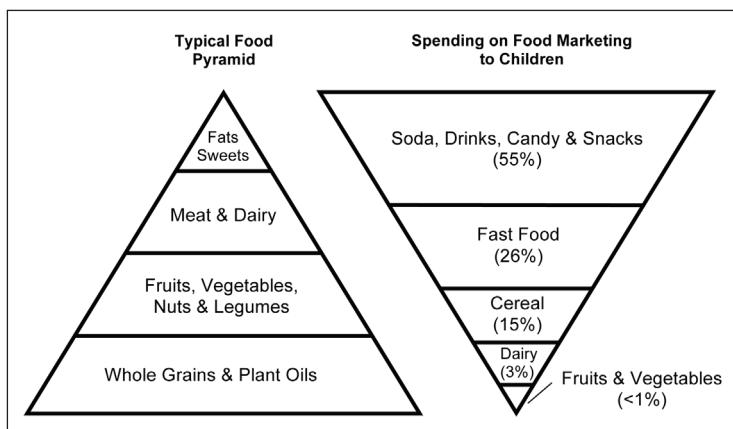 Typical Food
Pyramid
Fats
Sweets
Meat & Dairy
Fruits, Vegetables,
Nuts & Legumes
Whole Grains & Plant Oils
Spending on Food Marketing
to Children
Soda, Drinks, Candy & Snacks
(55%)
Fast Food
(26%)
Cereal
(15%)
Dairy
(3%)
Fruits & Vegetables
(<1%)